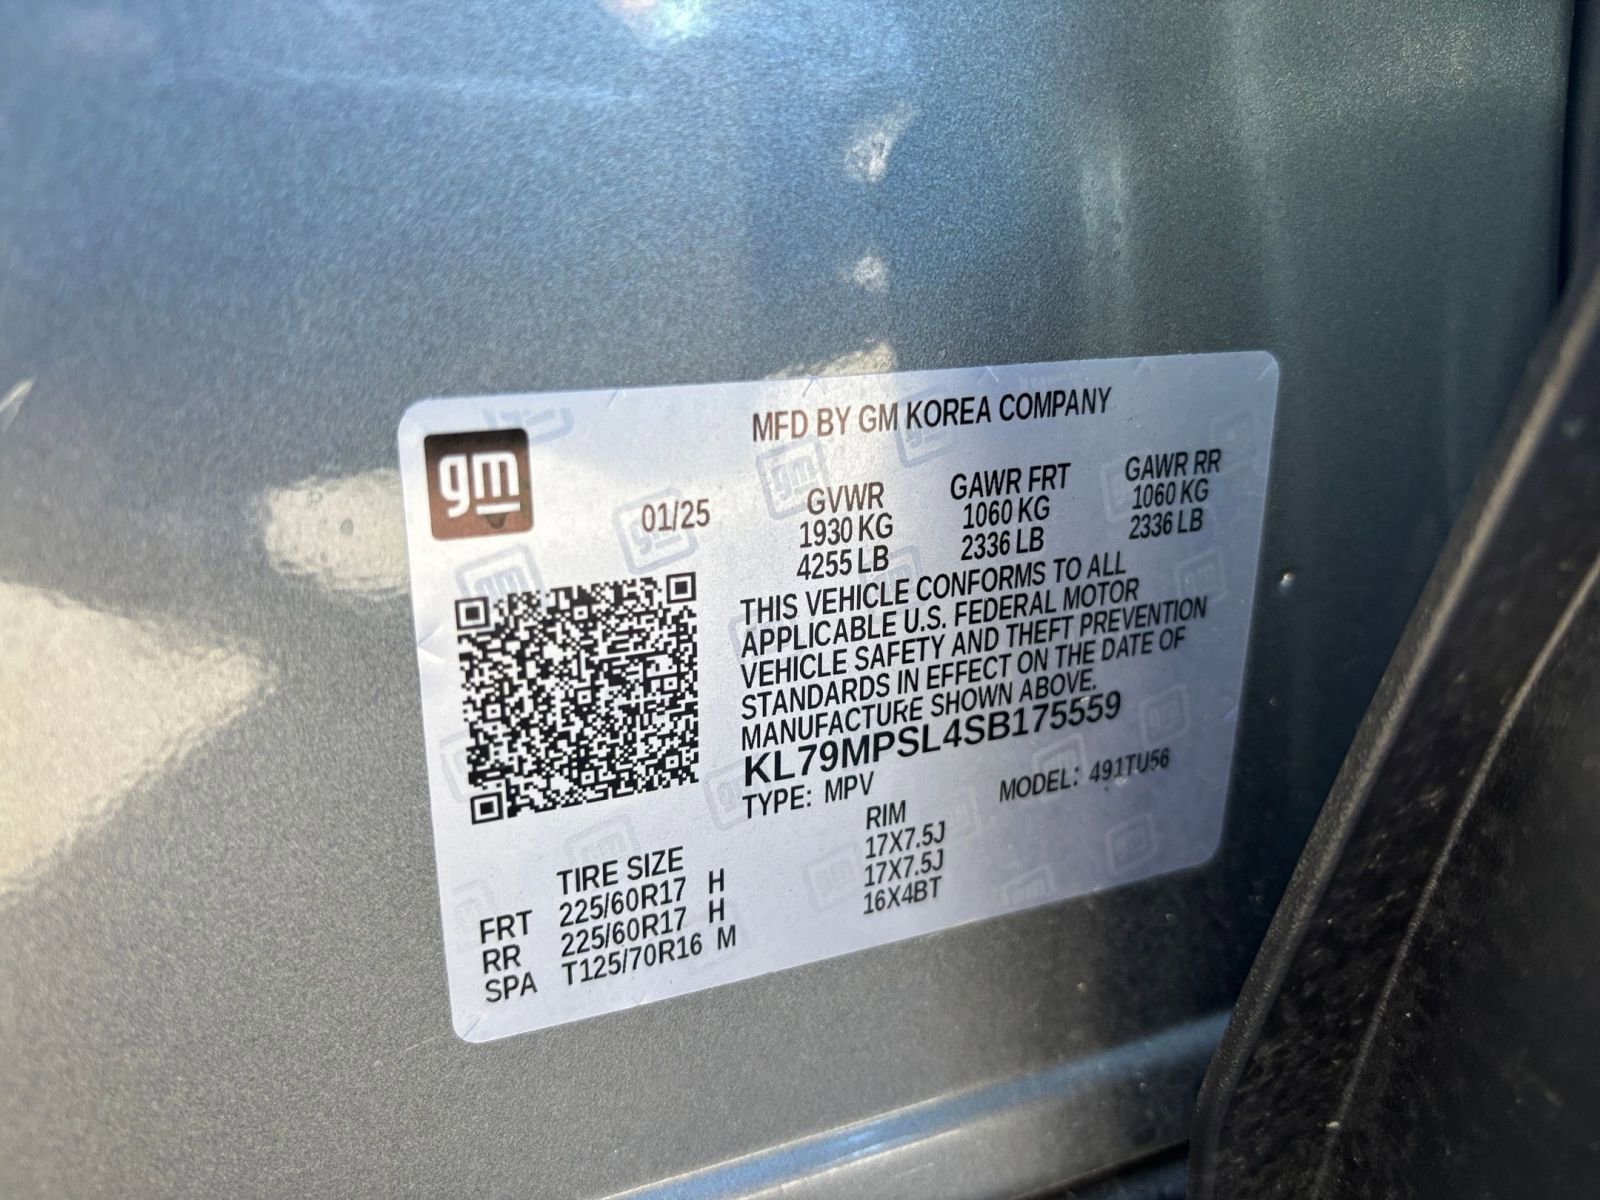 MFD BY GM KOREA COMPANY
gm
01/25
GVWR GAWR FRT GAWR RR
1930 KG 1060 KG 1060 KG
4255 LB 2336 LB 2336 LB
THIS VEHICLE CONFORMS TO ALL
APPLICABLE U.S. FEDERAL MOTOR
VEHICLE SAFETY AND THEFT PREVENTION
STANDARDS IN EFFECT ON THE DATE OF
MANUFACTURE SHOWN ABOVE.
KL79MPSL4SB175559
TYPE: MPV MODEL: 491TU56
TIRE SIZE RIM
FRT 225/60R17 H 17X7.5J
RR 225/60R17 H 17X7.5J
SPA T125/70R16 M 16X4BT